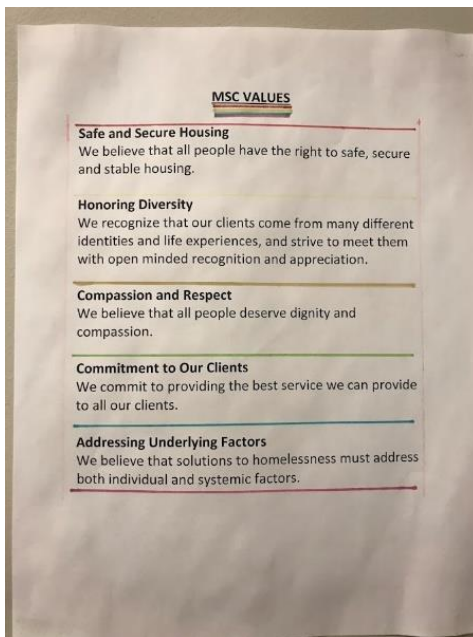 MSC VALUES
Safe and Secure Housing
We believe that all people have the right to safe, secure
and stable housing.
Honoring Diversity
We recognize that our clients come from many different
identities and life experiences, and strive to meet them
with open minded recognition and appreciation.
Compassion and Respect
We believe that all people deserve dignity and
compassion.
Commitment to Our Clients
We commit to providing the best service we can provide
to all our clients.
Addressing Underlying Factors
We believe that solutions to homelessness must address
both individual and systemic factors.